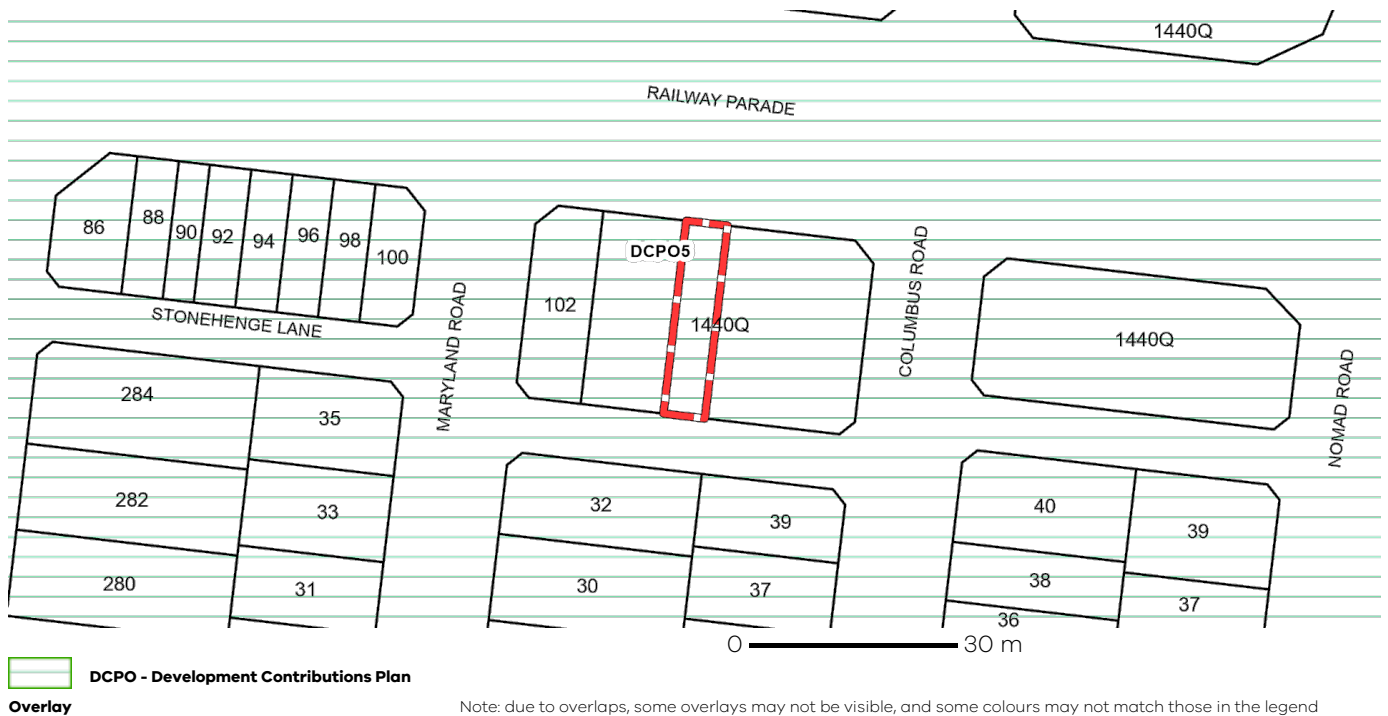 1440Q
RAILWAY PARADE
86
88
90
92
94
96
98
100
STONEHENGE LANE
MARYLAND ROAD
102
DCPO5
1440Q
COLUMBUS ROAD
1440Q
NOMAD ROAD
284
35
282
33
280
31
32
39
30
37
40
39
38
37
36
0 30 m
DCPO - Development Contributions Plan
Overlay
Note: due to overlaps, some overlays may not be visible, and some colours may not match those in the legend